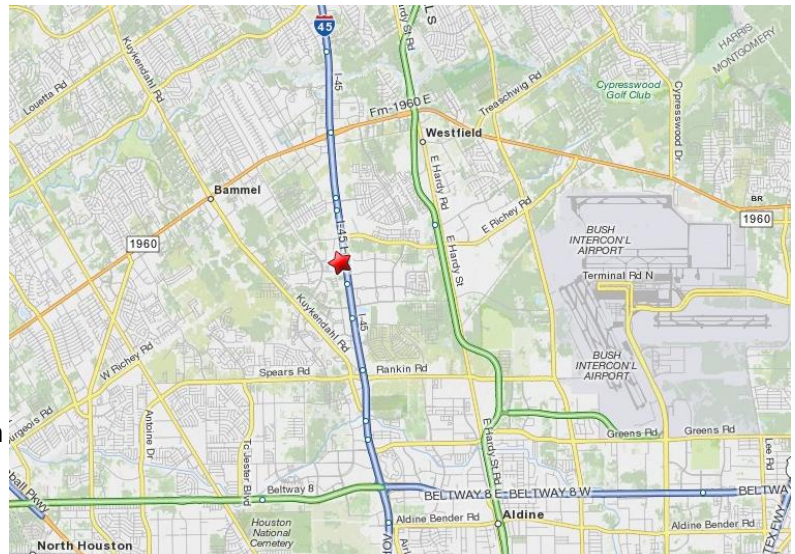 45
HARRIS
MONTGOMERY
Kuykendahl Rd
I-45
Louetta Rd
Treaschwig Rd
Cypresswood
Golf Club
Cypresswood Dr
Fm-1960 E
Westfield
E Hardy Rd
Bammel
BR
1960
E Richey Rd
BUSH
INTERCON'L
AIRPORT
1960
E Hardy St
Terminal Rd N
Kuykendahl Rd
I-45
BUSH
INTERCON'L
AIRPORT
W Richey Rd
Spears Rd
Rankin Rd
Antoine Dr
Tc Jester Blvd
E Hardy St Rd
Greens Rd
Greens Rd
Lee Rd
Beltway 8
BELTWAY 8 E-BELTWAY 8 W
Houston
National
Cemetery
Aldine Bender Rd
Aldine
Aldine Bender Rd
North Houston